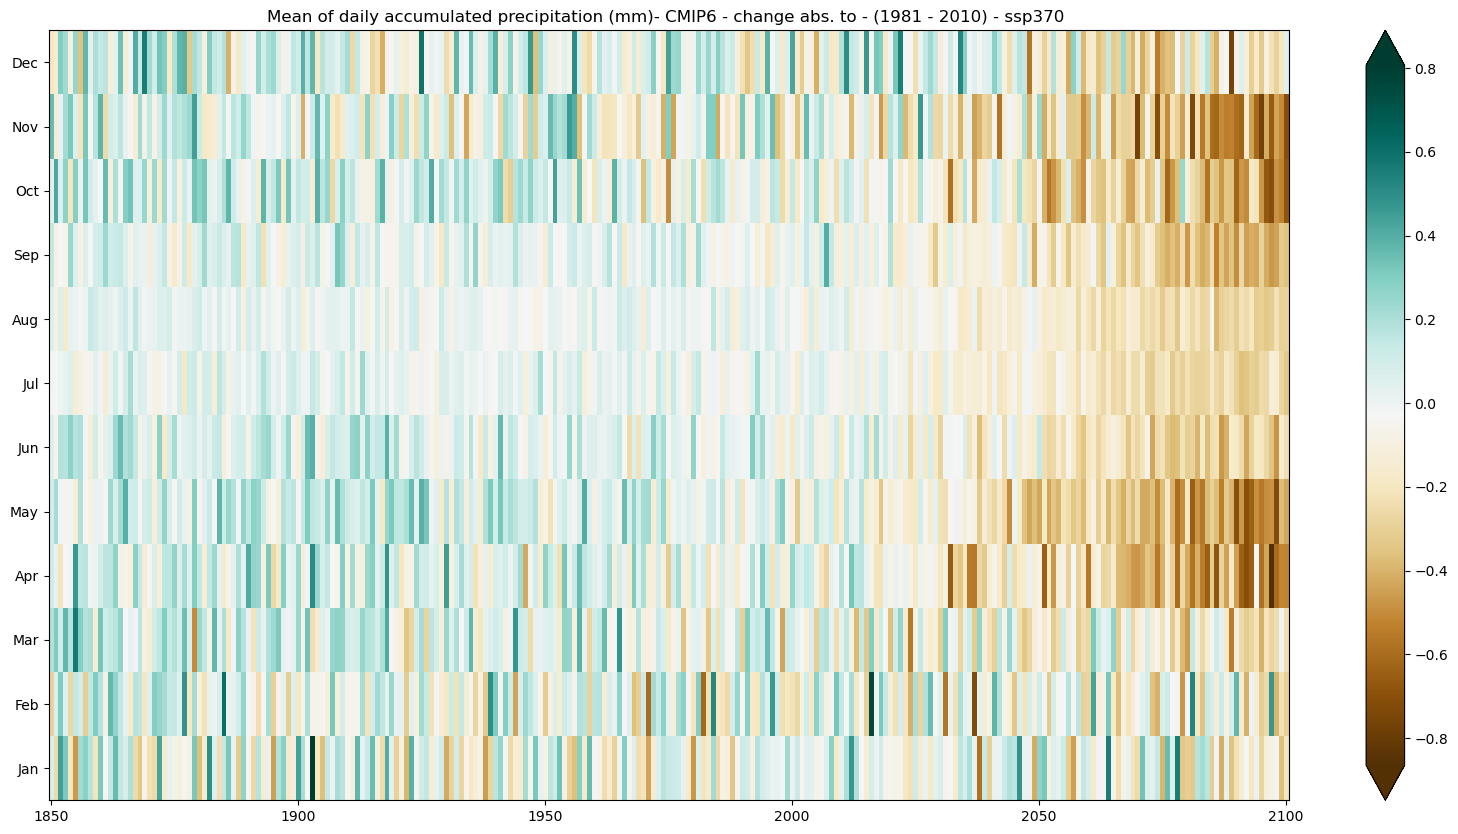 Mean of daily accumulated precipitation (mm)- CMIP6 - change abs. to - (1981 - 2010) - ssp370
Dec
Nov
Oct
Sep
Aug
Jul
Jun
May
Apr
Mar
Feb
Jan
1850
1900
1950
2000
2050
2100
0.8
0.6
0.4
0.2
0.0
−0.2
−0.4
−0.6
−0.8